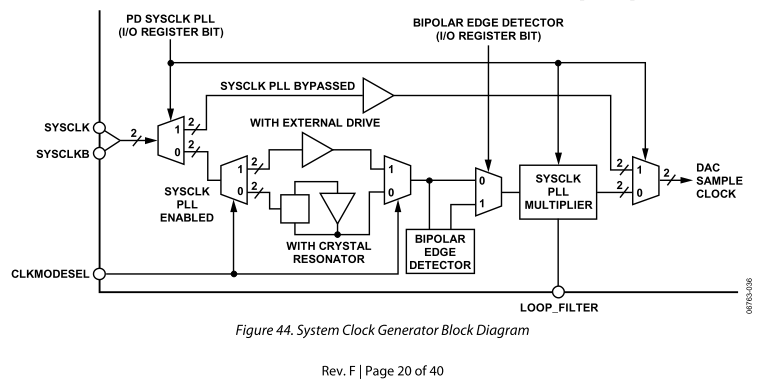 PD SYSCLK PLL
(I/O REGISTER BIT)
BIPOLAR EDGE DETECTOR
(I/O REGISTER BIT)
SYSCLK PLL BYPASSED
2
1
2
0
WITH EXTERNAL DRIVE
SYSCLK
SYSCLKB
2
SYSCLK
PLL
ENABLED
1
2
0
2
WITH CRYSTAL
RESONATOR
1
0
BIPOLAR
EDGE
DETECTOR
0
1
SYSCLK
PLL
MULTIPLIER
2
1
2
0
2
DAC
SAMPLE
CLOCK
CLKMODESEL
LOOP_FILTER
06763-036
Figure 44. System Clock Generator Block Diagram
Rev. F | Page 20 of 40